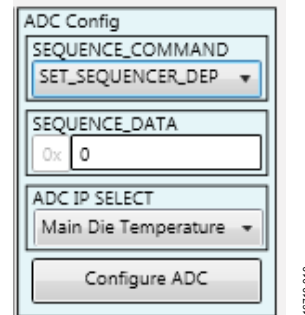 ADC Config
SEQUENCE_COMMAND
SET_SEQUENCER_DEP
SEQUENCE_DATA
0x 0
ADC IP SELECT
Main Die Temperature
Configure ADC